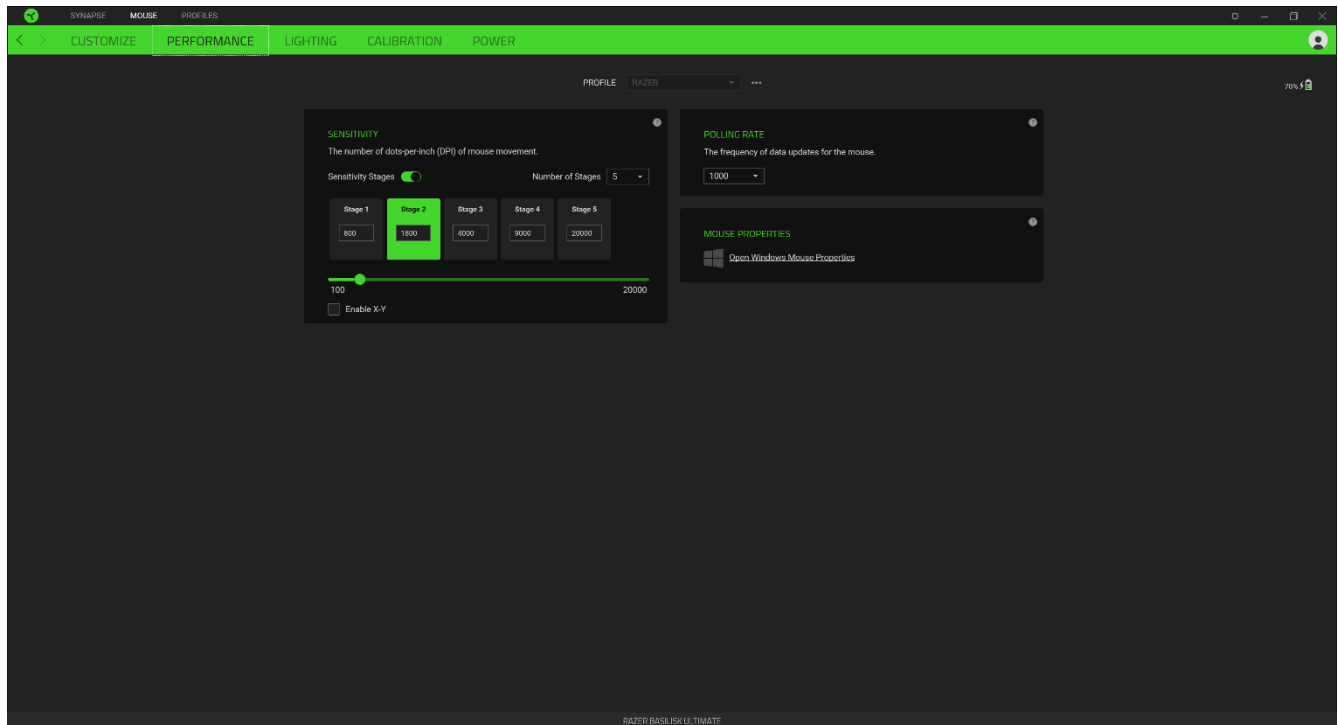 SYNAPSE MOUSE PROFILES
CUSTOMIZE PERFORMANCE LIGHTING CALIBRATION POWER
PROFILE RAZER
70%
SENSITIVITY
The number of dots-per-inch (DPI) of mouse movement.
Sensitivity Stages Number of Stages 5
Stage 1 Stage 2 Stage 3 Stage 4 Stage 5
800 1800 4000 9000 20000
100 20000
Enable X-Y
POLLING RATE
The frequency of data updates for the mouse.
1000
MOUSE PROPERTIES
Open Windows Mouse Properties
RAZER BASILISK ULTIMATE